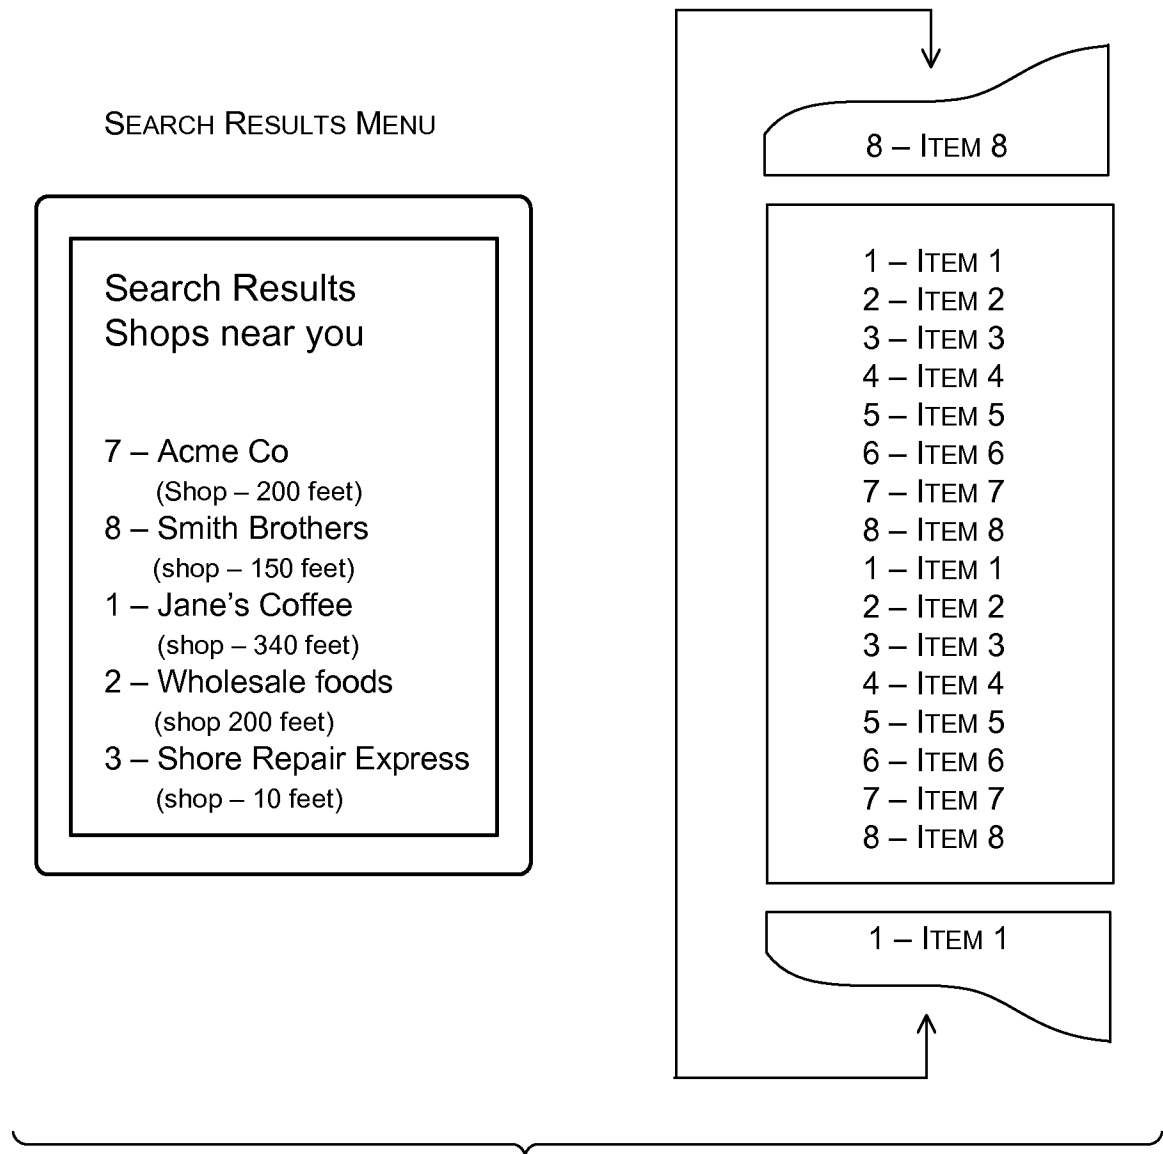 SEARCH RESULTS MENU
Search Results
Shops near you
7 – Acme Co
(Shop – 200 feet)
8 – Smith Brothers
(shop – 150 feet)
1 – Jane's Coffee
(shop – 340 feet)
2 – Wholesale foods
(shop 200 feet)
3 – Shore Repair Express
(shop – 10 feet)
8 – ITEM 8
1 – ITEM 1
2 – ITEM 2
3 – ITEM 3
4 – ITEM 4
5 – ITEM 5
6 – ITEM 6
7 – ITEM 7
8 – ITEM 8
1 – ITEM 1
2 – ITEM 2
3 – ITEM 3
4 – ITEM 4
5 – ITEM 5
6 – ITEM 6
7 – ITEM 7
8 – ITEM 8
1 – ITEM 1